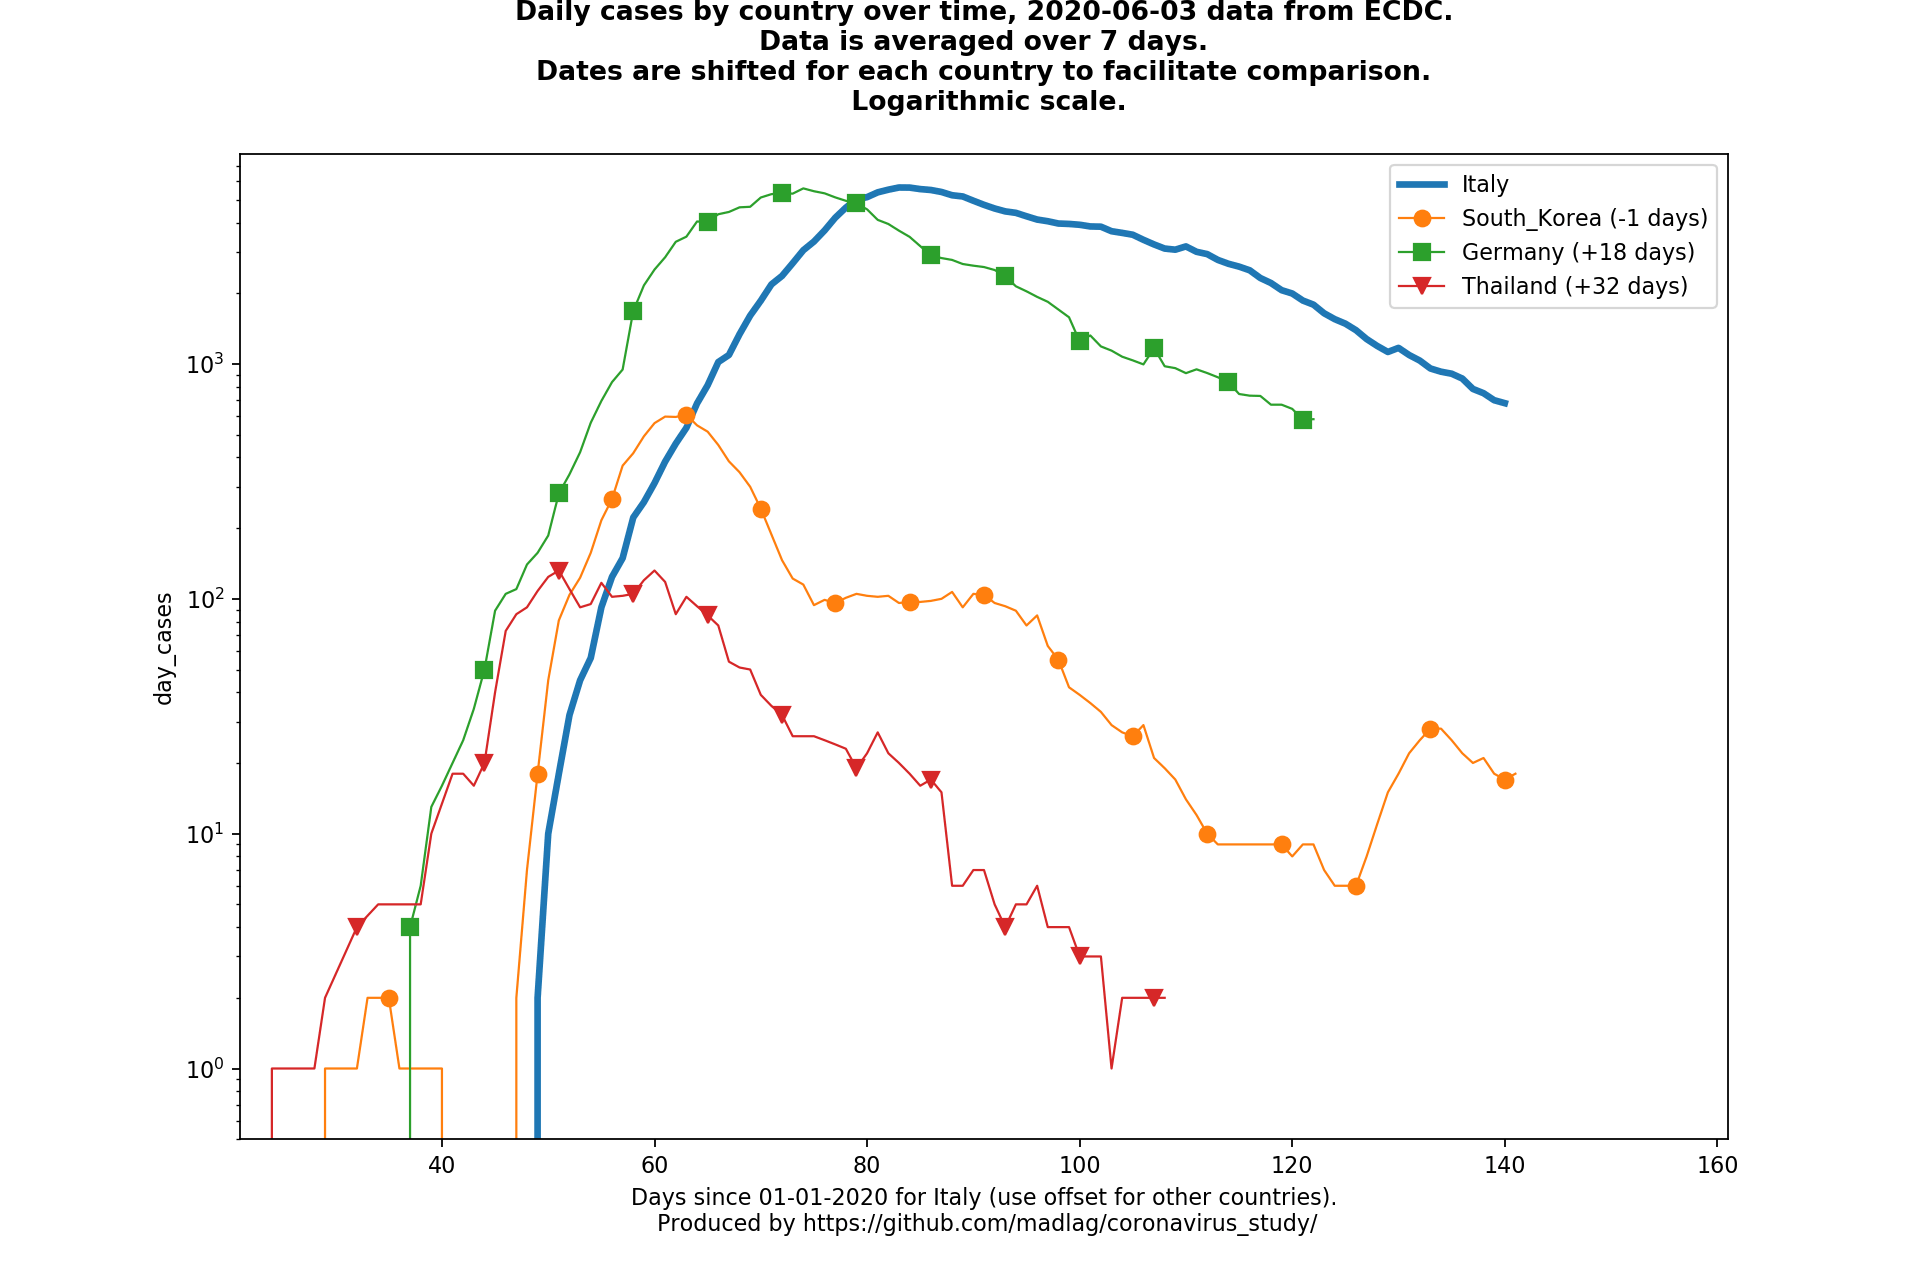 Daily cases by country over time, 2020-06-03 data from ECDC.
Data is averaged over 7 days.
Dates are shifted for each country to facilitate comparison.
Logarithmic scale.
Italy
South_Korea (-1 days)
Germany (+18 days)
Thailand (+32 days)
day_cases
10³
10²
10¹
10⁰
40 60 80 100 120 140 160
Days since 01-01-2020 for Italy (use offset for other countries).
Produced by https://github.com/madlag/coronavirus_study/